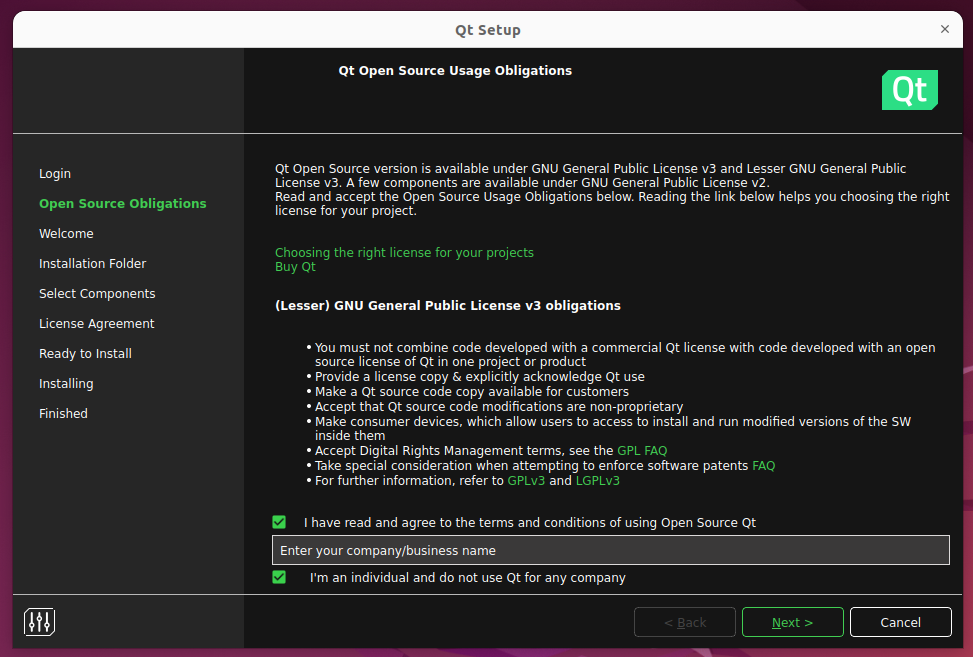 Qt Setup
×
Qt Open Source Usage Obligations
Qt
Login
Open Source Obligations
Welcome
Installation Folder
Select Components
License Agreement
Ready to Install
Installing
Finished
Qt Open Source version is available under GNU General Public License v3 and Lesser GNU General Public
License v3. A few components are available under GNU General Public License v2.
Read and accept the Open Source Usage Obligations below. Reading the link below helps you choosing the right
license for your project.
Choosing the right license for your projects
Buy Qt
(Lesser) GNU General Public License v3 obligations
• You must not combine code developed with a commercial Qt license with code developed with an open
source license of Qt in one project or product
• Provide a license copy & explicitly acknowledge Qt use
• Make a Qt source code copy available for customers
• Accept that Qt source code modifications are non-proprietary
• Make consumer devices, which allow users to access to install and run modified versions of the SW
inside them
• Accept Digital Rights Management terms, see the GPL FAQ
• Take special consideration when attempting to enforce software patents FAQ
• For further information, refer to GPLv3 and LGPLv3
I have read and agree to the terms and conditions of using Open Source Qt
Enter your company/business name
I'm an individual and do not use Qt for any company
< Back
Next >
Cancel